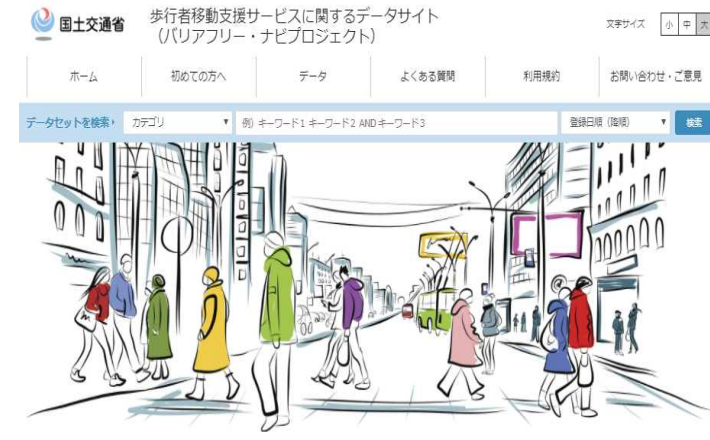 国土交通省
歩行者移動支援サービスに関するデータサイト
（バリアフリー・ナビプロジェクト）
文字サイズ 小 中 大
ホーム 初めての方へ データ よくある質問 利用規約 お問い合わせ・ご意見
データセットを検索 カテゴリ ▼ 例）キーワード1 キーワード2 AND キーワード3 登録日順（降順） ▼ 検索